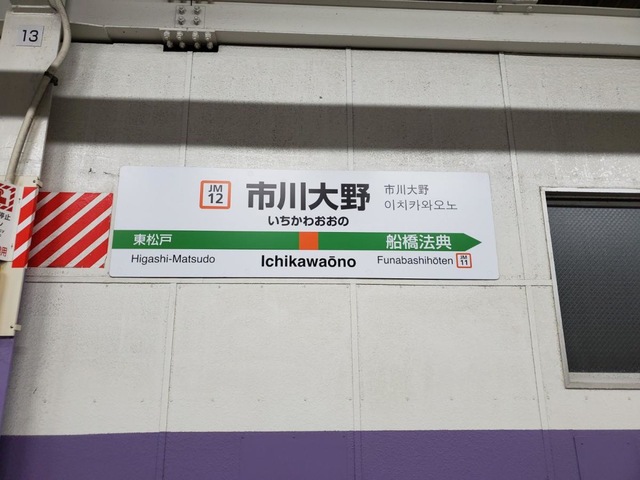 13
JM
12
市川大野
市川大野
いちかわおおの
이치카와오노
東松戸
船橋法典
Higashi-Matsudo
Ichikawaōno
Funabashihōten
JM
11